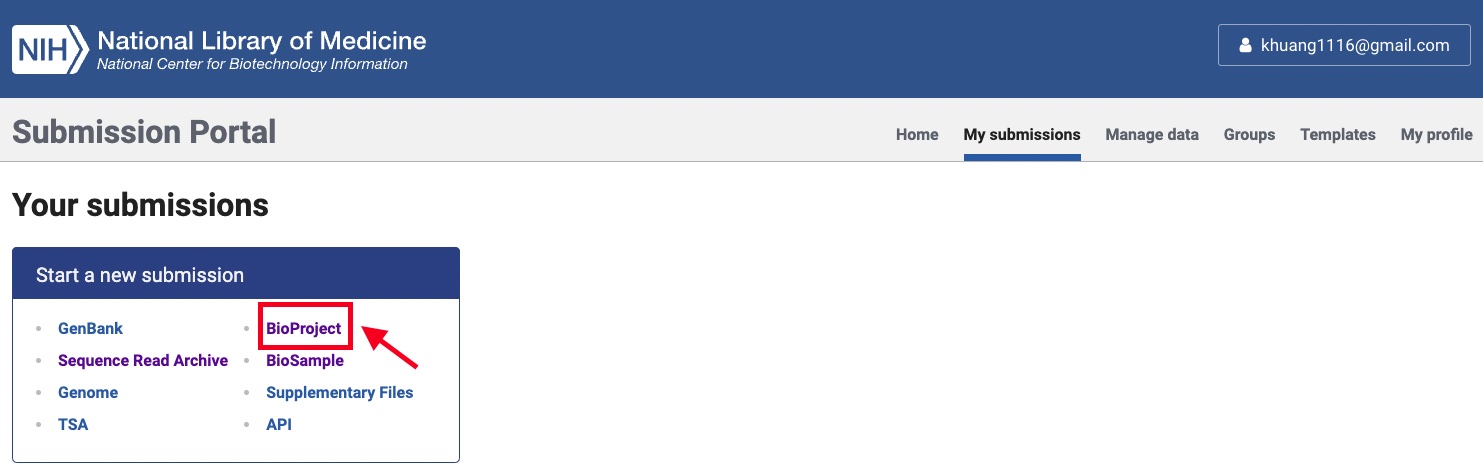 NIH National Library of Medicine
National Center for Biotechnology Information
khuang1116@gmail.com
Submission Portal
Home My submissions Manage data Groups Templates My profile
Your submissions
Start a new submission
GenBank
BioProject
Sequence Read Archive
BioSample
Genome
Supplementary Files
TSA
API